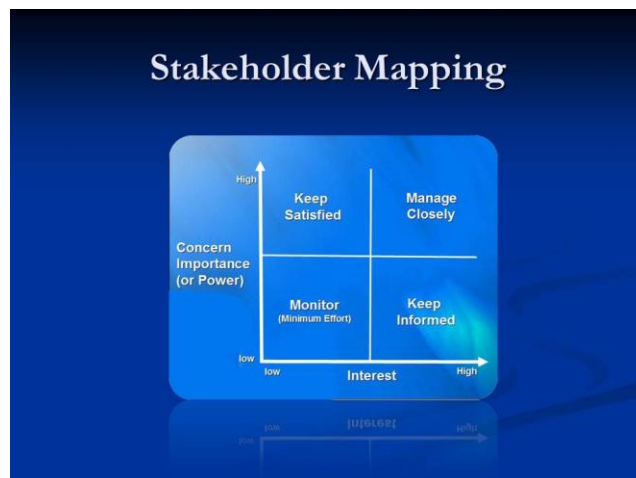 Stakeholder Mapping
High
Keep
Satisfied
Manage
Closely
Concern
Importance
(or Power)
Monitor
(Minimum Effort)
Keep
Informed
low
low
Interest
High